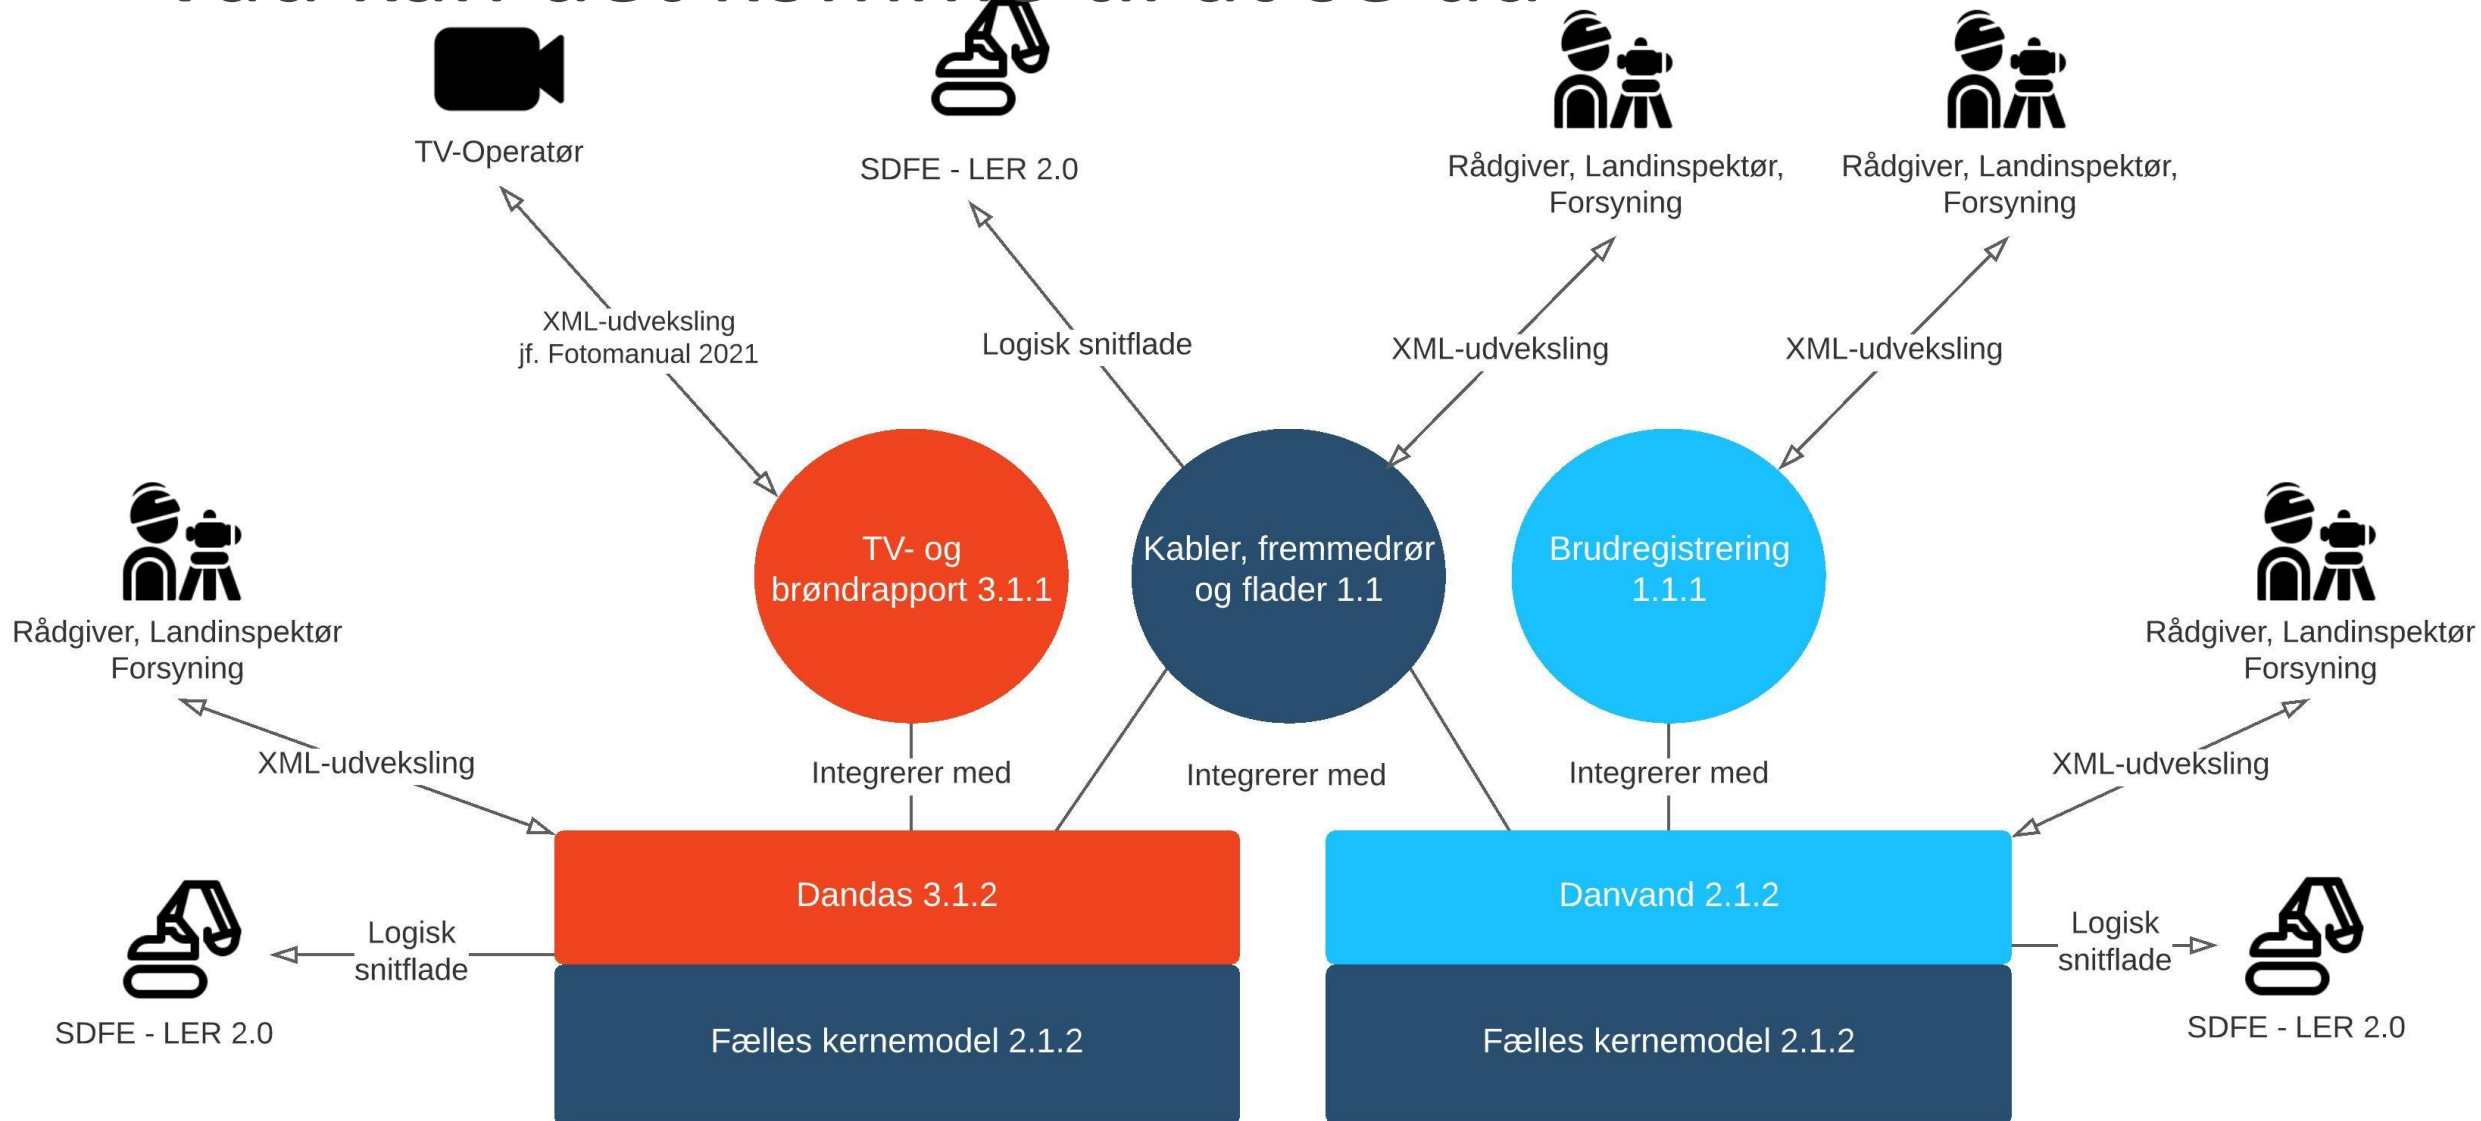 TV-Operatør
SDFE - LER 2.0
Rådgiver, Landinspektør,
Forsyning
Rådgiver, Landinspektør,
Forsyning
XML-udveksling
jf. Fotomanual 2021
Logisk snitflade
XML-udveksling
XML-udveksling
TV- og
brøndrapport 3.1.1
Kabler, fremmedrør
og flader 1.1
Brudregistrering
1.1.1
Rådgiver, Landinspektør
Forsyning
Rådgiver, Landinspektør
Forsyning
XML-udveksling
Integrerer med
Integrerer med
Integrerer med
XML-udveksling
Dandas 3.1.2
Danvand 2.1.2
Logisk
snitflade
Logisk
snitflade
SDFE - LER 2.0
Fælles kernemodel 2.1.2
Fælles kernemodel 2.1.2
SDFE - LER 2.0